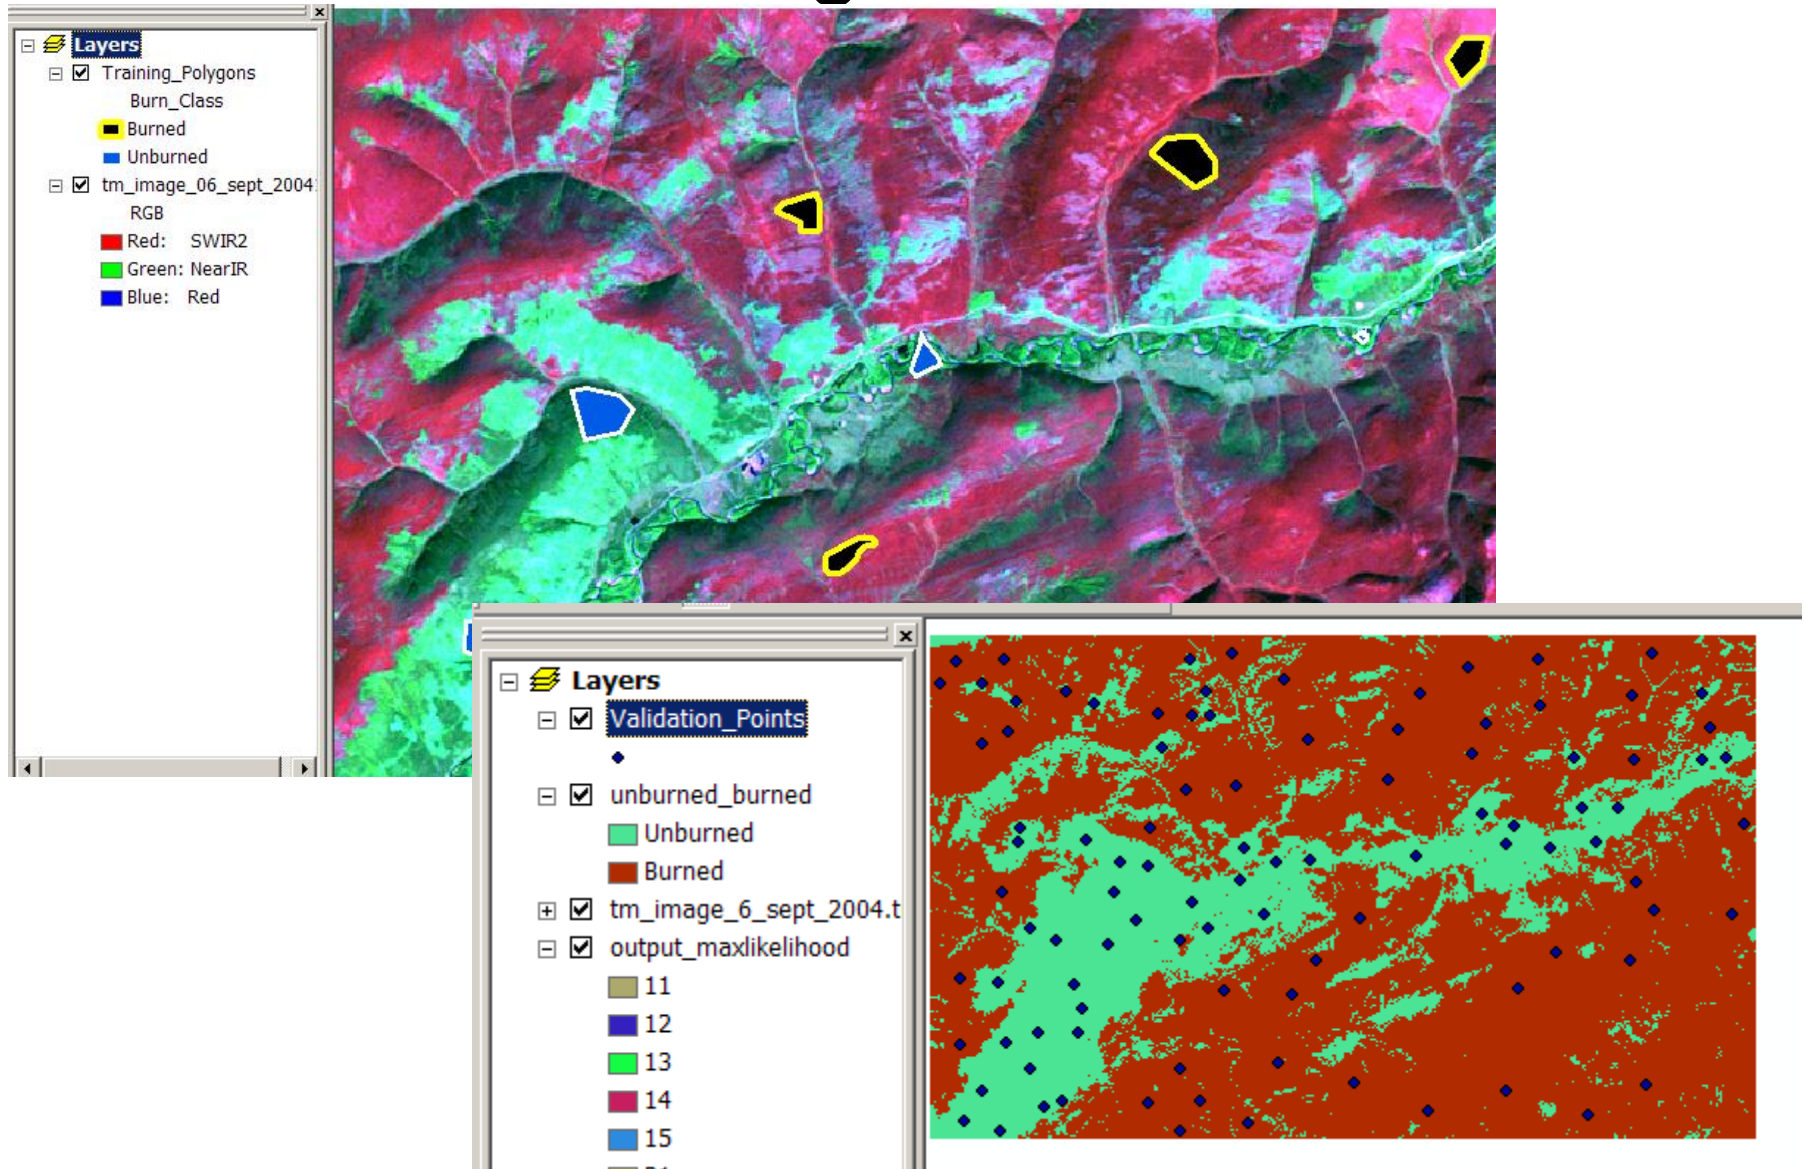 Layers
Training_Polygons
Burn_Class
Burned
Unburned
tm_image_06_sept_2004
RGB
Red: SWIR2
Green: NearIR
Blue: Red
Layers
Validation_Points
unburned_burned
Unburned
Burned
tm_image_6_sept_2004.t
output_maxlikelihood
11
12
13
14
15